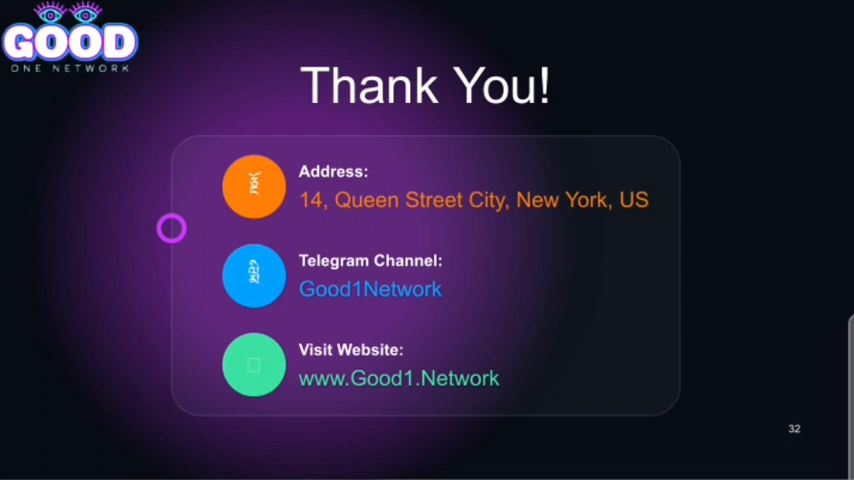 GOOD
ONE NETWORK
Thank You!
Address:
14, Queen Street City, New York, US
Telegram Channel:
Good1Network
Visit Website:
www.Good1.Network
32